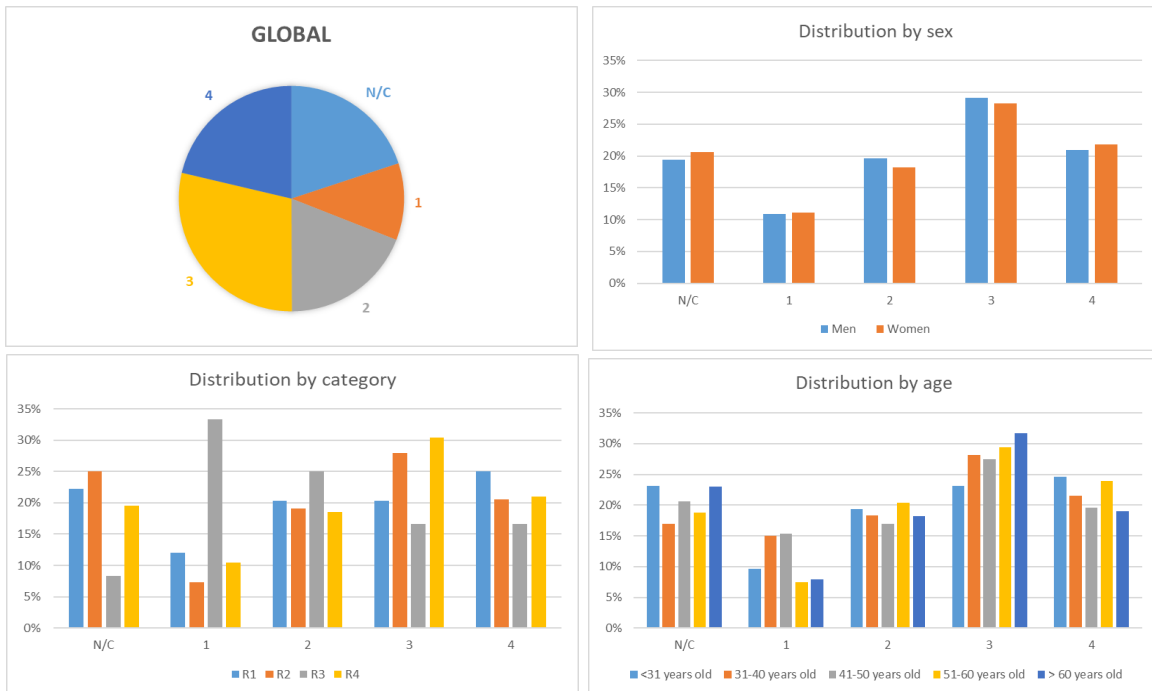 GLOBAL
N/C
1
2
3
4
Distribution by sex
35%
30%
25%
20%
15%
10%
5%
0%
N/C 1 2 3 4
Men Women
Distribution by category
35%
30%
25%
20%
15%
10%
5%
0%
N/C 1 2 3 4
R1 R2 R3 R4
Distribution by age
35%
30%
25%
20%
15%
10%
5%
0%
N/C 1 2 3 4
<31 years old 31-40 years old 41-50 years old 51-60 years old > 60 years old